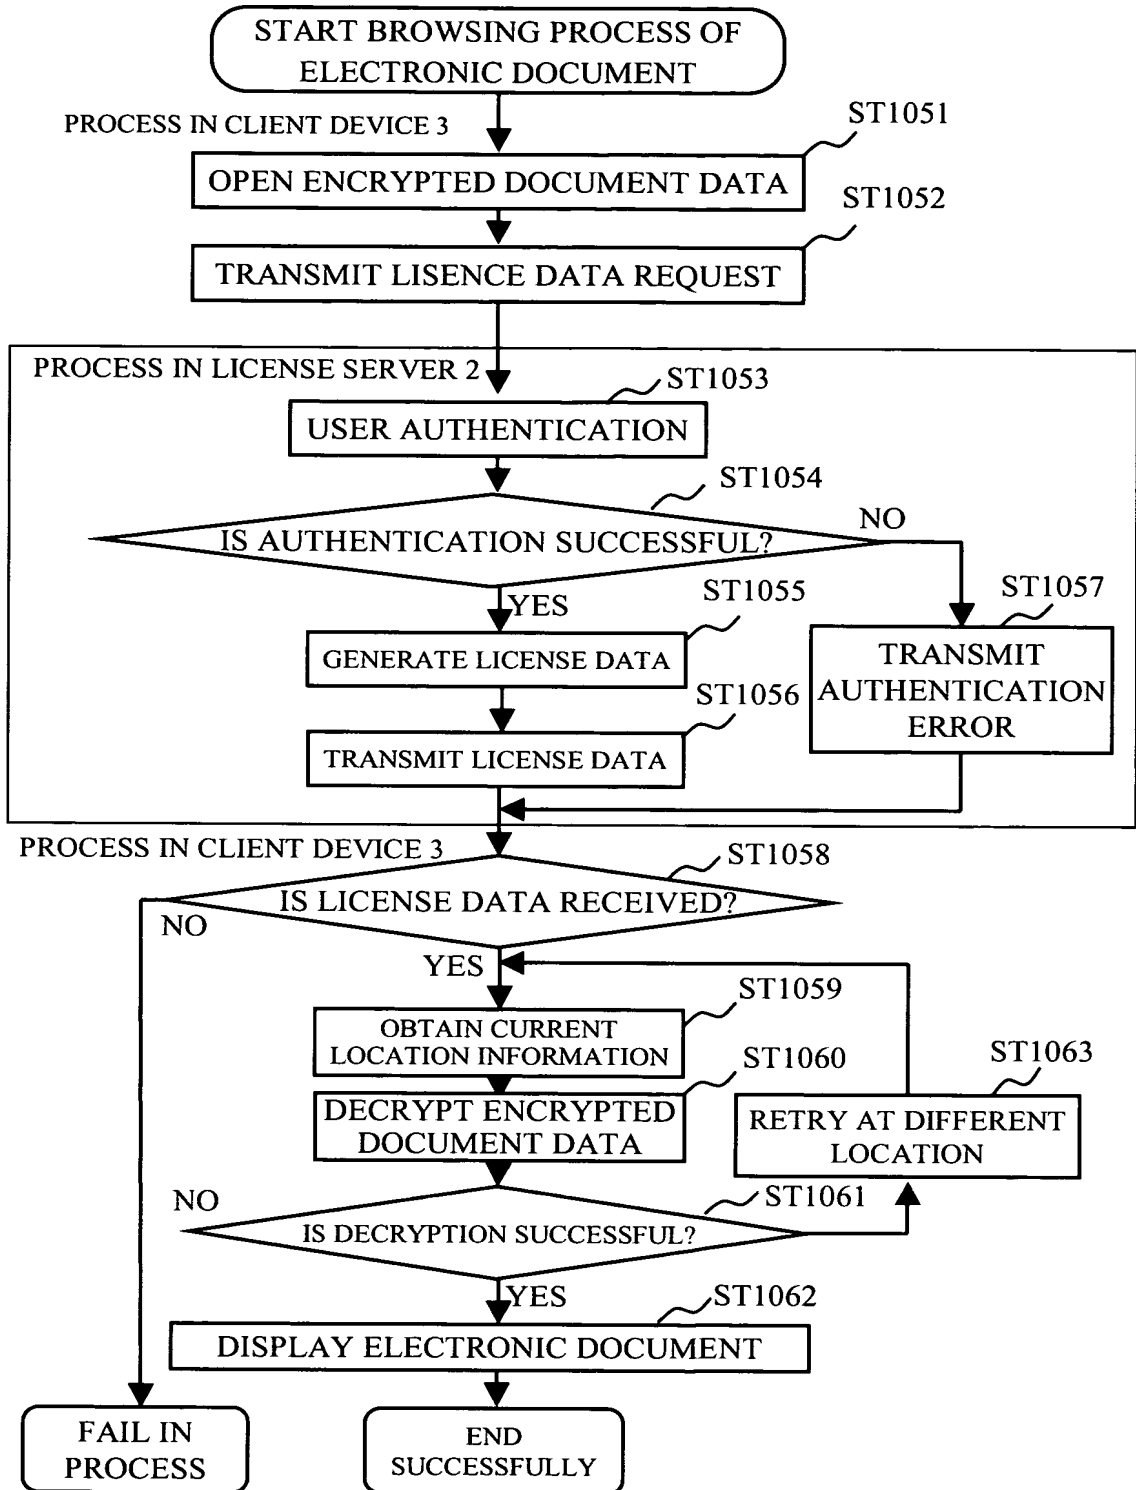 START BROWSING PROCESS OF
ELECTRONIC DOCUMENT
PROCESS IN CLIENT DEVICE 3
ST1051
OPEN ENCRYPTED DOCUMENT DATA
ST1052
TRANSMIT LISENCE DATA REQUEST
PROCESS IN LICENSE SERVER 2
ST1053
USER AUTHENTICATION
ST1054
IS AUTHENTICATION SUCCESSFUL?
NO
YES
ST1055
ST1057
GENERATE LICENSE DATA
TRANSMIT
AUTHENTICATION
ERROR
ST1056
TRANSMIT LICENSE DATA
PROCESS IN CLIENT DEVICE 3
ST1058
IS LICENSE DATA RECEIVED?
NO
YES
ST1059
OBTAIN CURRENT
LOCATION INFORMATION
ST1060
ST1063
DECRYPT ENCRYPTED
DOCUMENT DATA
RETRY AT DIFFERENT
LOCATION
NO
ST1061
IS DECRYPTION SUCCESSFUL?
YES
ST1062
DISPLAY ELECTRONIC DOCUMENT
FAIL IN
PROCESS
END
SUCCESSFULLY